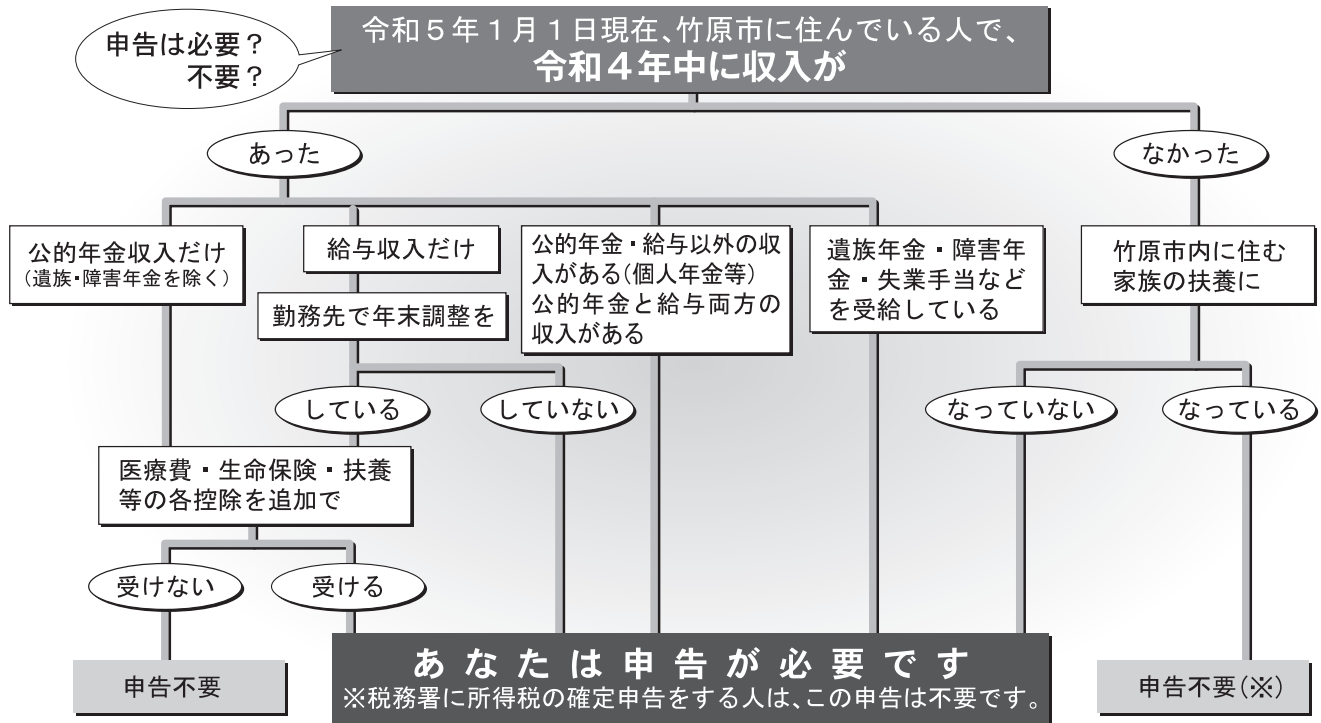 申告は必要？
不要？
令和５年１月１日現在、竹原市に住んでいる人で、
令和４年中に収入が
あった
なかった
公的年金収入だけ
（遺族・障害年金を除く）
給与収入だけ
勤務先で年末調整を
公的年金・給与以外の収
入がある（個人年金等）
公的年金と給与両方の
収入がある
遺族年金・障害年
金・失業手当など
を受給している
竹原市内に住む
家族の扶養に
している
していない
なっていない
なっている
医療費・生命保険・扶養
等の各控除を追加で
受けない
受ける
申告不要
あなたは申告が必要です
※税務署に所得税の確定申告をする人は、この申告は不要です。
申告不要（※）